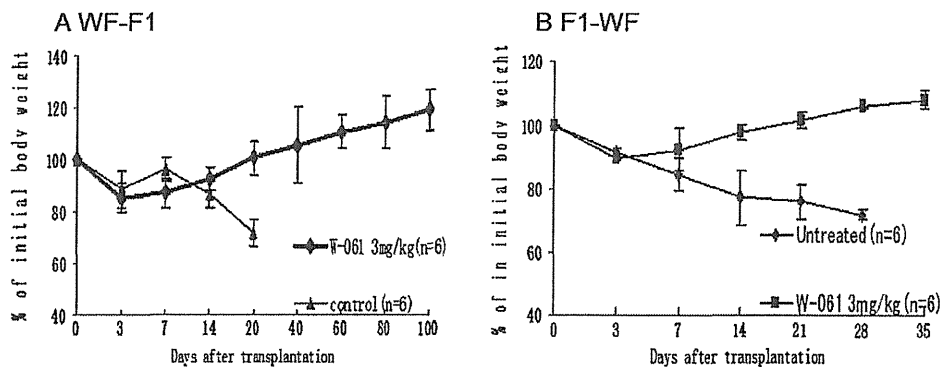 A WF-F1
% of initial body weight
140
120
100
80
60
40
0 3 7 14 20 40 60 80 100
Days after transplantation
W-061 3mg/kg(n=6)
control(n=6)
B F1-WF
% of in initial body weight
120
100
80
60
40
0 3 7 14 21 28 35
Days after transplantation
Untreated(n=6)
W-061 3mg/kg(n=6)